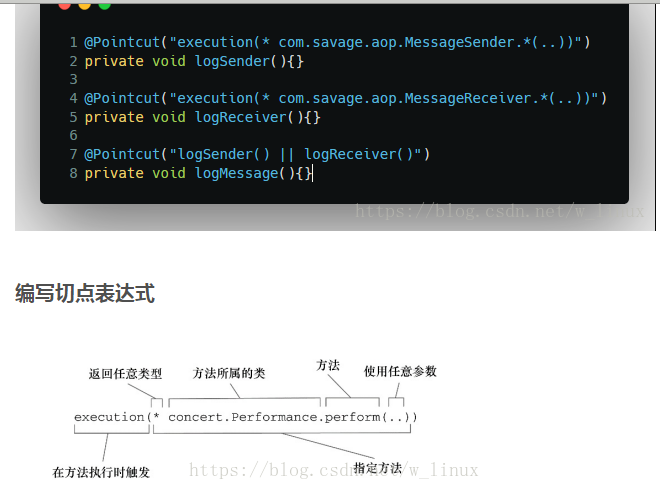 1 @Pointcut("execution(* com.savage.aop.MessageSender.*(..))")
2 private void logSender(){}
3
4 @Pointcut("execution(* com.savage.aop.MessageReceiver.*(..))")
5 private void logReceiver(){}
6
7 @Pointcut("logSender() || logReceiver()")
8 private void logMessage(){}
https://blog.csdn.net/w_linux
编写切点表达式
返回任意类型 方法所属的类 方法 使用任意参数
execution(* concert.Performance.perform(..))
在方法执行时触发 指定方法
https://blog.csdn.net/w_linux